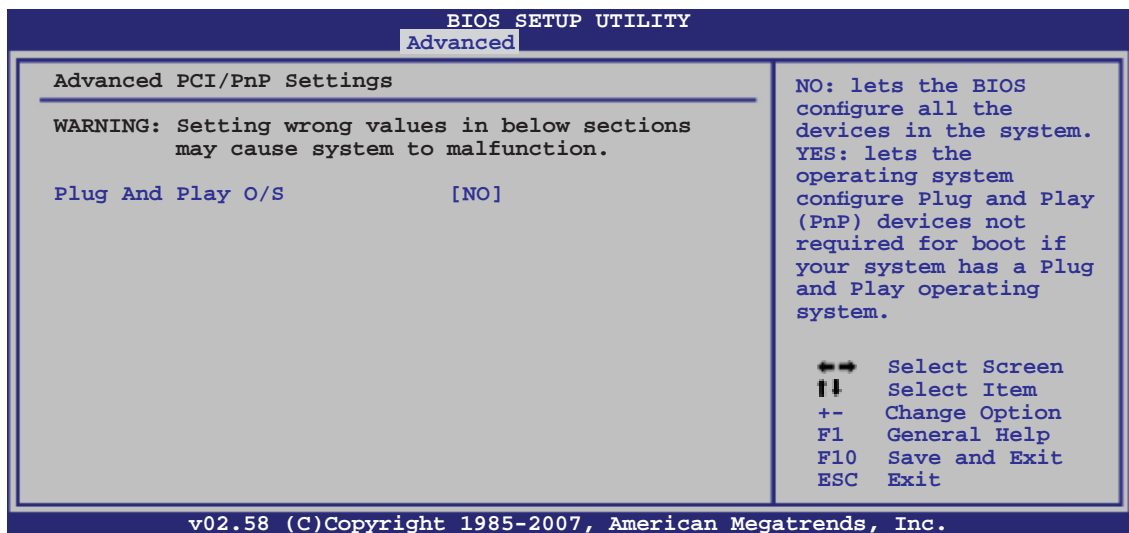 BIOS SETUP UTILITY
Advanced
Advanced PCI/PnP Settings
WARNING: Setting wrong values in below sections
may cause system to malfunction.
Plug And Play O/S [NO]
NO: lets the BIOS
configure all the
devices in the system.
YES: lets the
operating system
configure Plug and Play
(PnP) devices not
required for boot if
your system has a Plug
and Play operating
system.
←→ Select Screen
↑↓ Select Item
+- Change Option
F1 General Help
F10 Save and Exit
ESC Exit
v02.58 (C)Copyright 1985-2007, American Megatrends, Inc.